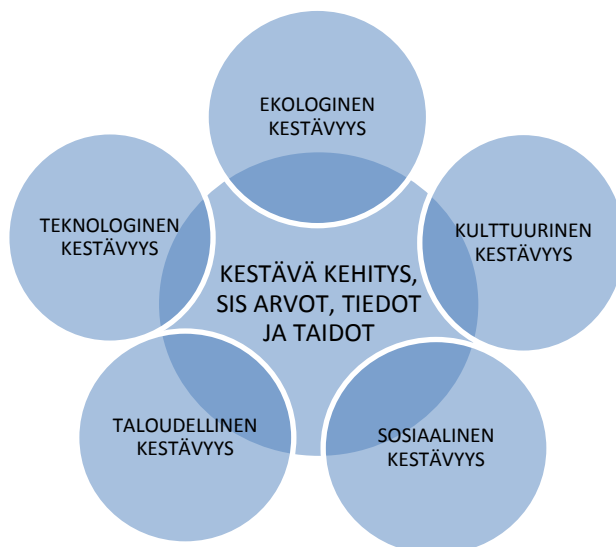 EKOLOGINEN
KESTÄVYYS
TEKNOLOGINEN
KESTÄVYYS
KULTTUURINEN
KESTÄVYYS
KESTÄVÄ KEHITYS,
SIS ARVOT, TIEDOT
JA TAIDOT
TALOUDELLINEN
KESTÄVYYS
SOSIAALINEN
KESTÄVYYS